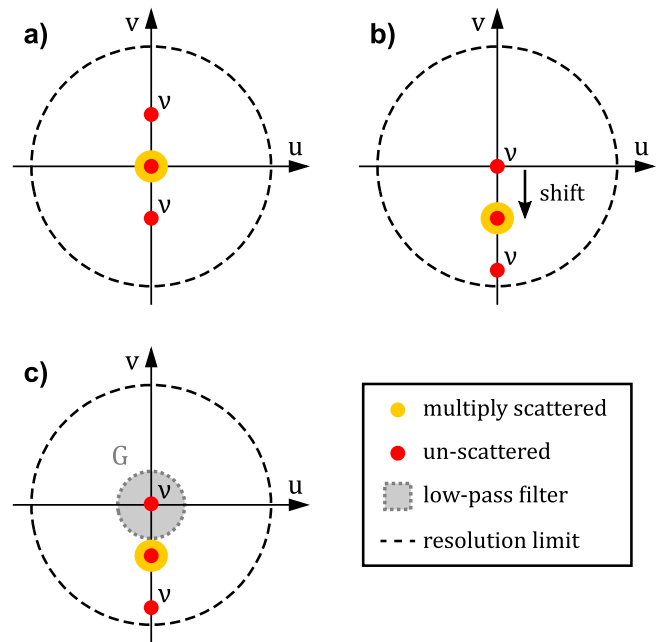 a)
v
ν
u
ν
b)
v
ν
u
shift
ν
c)
v
G
ν
u
ν
multiply scattered
un-scattered
low-pass filter
resolution limit